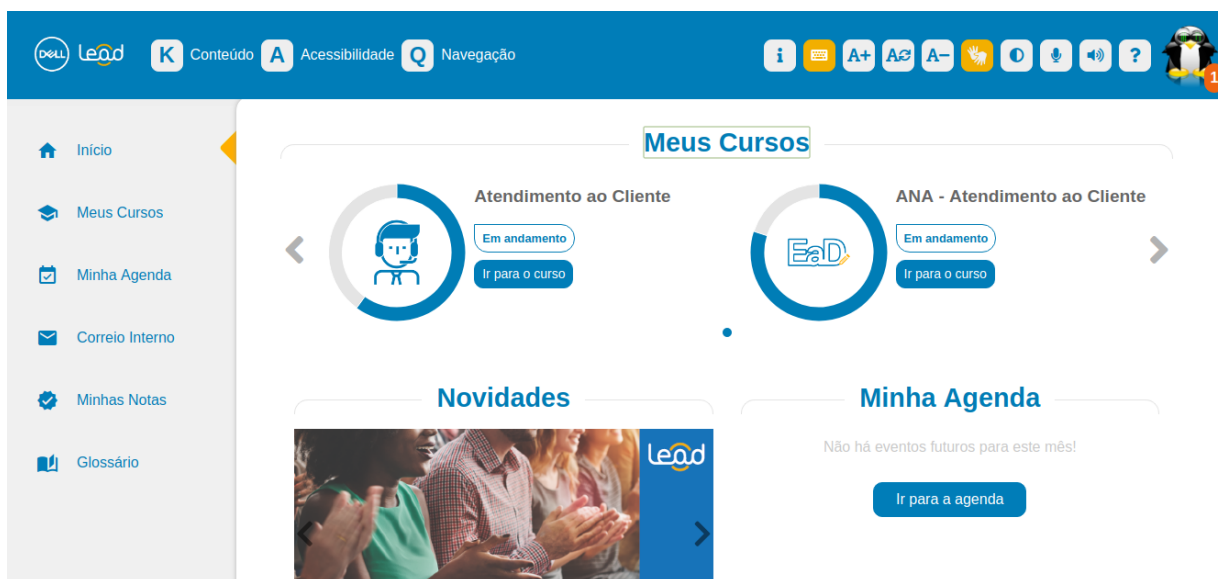 DELL Lead K Conteúdo A Acessibilidade Q Navegação i A+ A A- ?
1
Início
Meus Cursos
Minha Agenda
Correio Interno
Minhas Notas
Glossário
Meus Cursos
Atendimento ao Cliente
Em andamento
Ir para o curso
EaD
ANA - Atendimento ao Cliente
Em andamento
Ir para o curso
Novidades
Lead
Minha Agenda
Não há eventos futuros para este mês!
Ir para a agenda